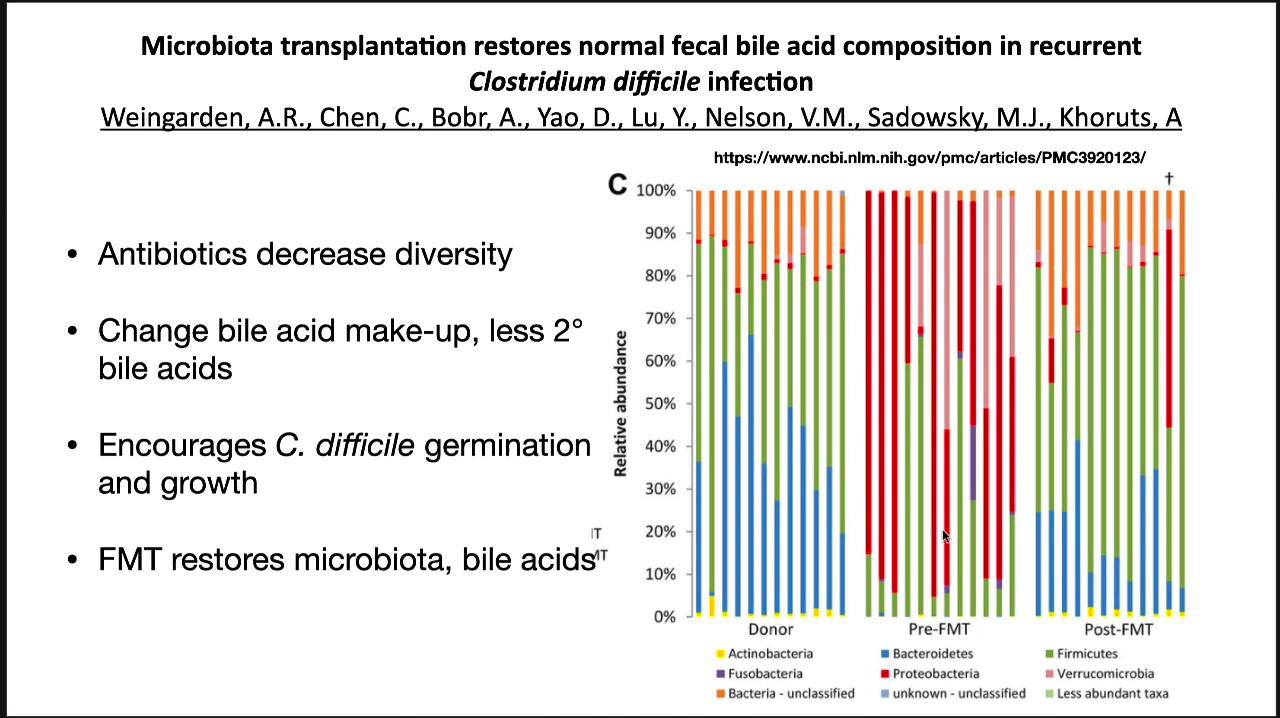 Microbiota transplantation restores normal fecal bile acid composition in recurrent
Clostridium difficile infection
Weingarden, A.R., Chen, C., Bobr, A., Yao, D., Lu, Y., Nelson, V.M., Sadowsky, M.J., Khoruts, A
https://www.ncbi.nlm.nih.gov/pmc/articles/PMC3920123/
• Antibiotics decrease diversity
• Change bile acid make-up, less 2°
bile acids
• Encourages C. difficile germination
and growth
• FMT restores microbiota, bile acids
IT
MT
C
†
100%
90%
80%
70%
60%
50%
40%
30%
20%
10%
0%
Relative abundance
Donor Pre-FMT Post-FMT
Actinobacteria Bacteroidetes Firmicutes
Fusobacteria Proteobacteria Verrucomicrobia
Bacteria - unclassified unknown - unclassified Less abundant taxa